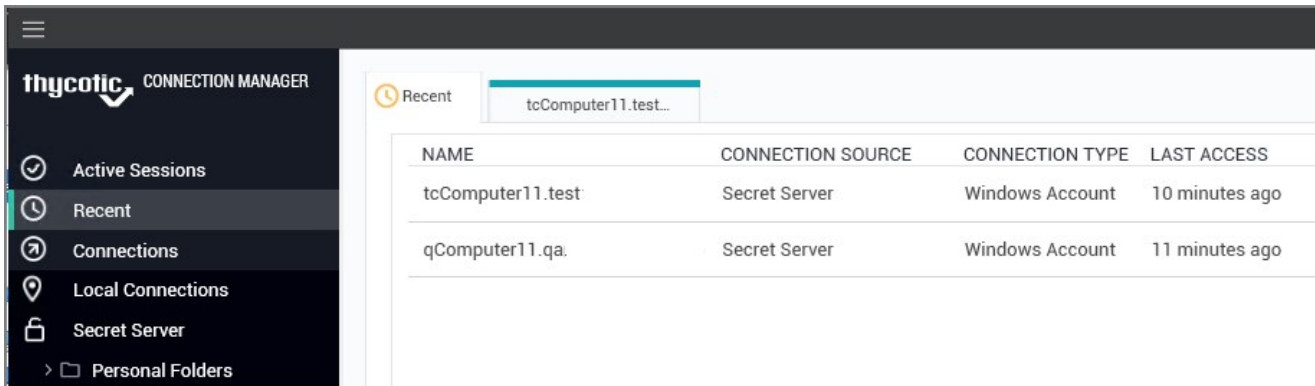 thycotic CONNECTION MANAGER
Active Sessions
Recent
Connections
Local Connections
Secret Server
Personal Folders
Recent
tcComputer11.test...
NAME CONNECTION SOURCE CONNECTION TYPE LAST ACCESS
tcComputer11.test Secret Server Windows Account 10 minutes ago
qComputer11.qa. Secret Server Windows Account 11 minutes ago